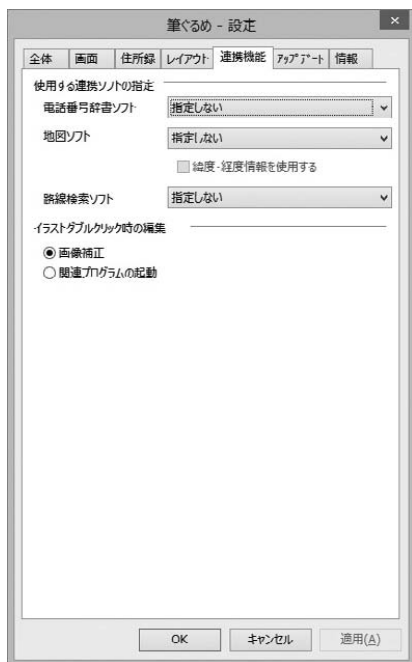 筆ぐるめ - 設定
全体 画面 住所録 レイアウト 連携機能 アップデート 情報
使用する連携ソフトの指定
電話番号辞書ソフト 指定しない
地図ソフト 指定しない
緯度・経度情報を使用する
路線検索ソフト 指定しない
イラストダブルクリック時の編集
画像補正
関連プログラムの起動
OK キャンセル 適用(A)